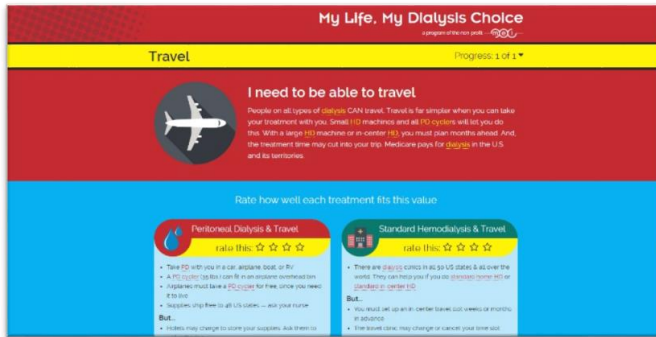 My Life, My Dialysis Choice
a program of the non-profit
Travel
Progress: 1 of 1
I need to be able to travel
People on all types of dialysis CAN travel. Travel is far simpler when you can take
your treatment with you. Small HD machines and all PD cyclers will let you do
this. With a large HD machine or in-center HD, you must plan months ahead. And,
the treatment time may cut into your trip. Medicare pays for dialysis in the U.S.
and its territories.
Rate how well each treatment fits this value
Peritoneal Dialysis & Travel
rate this:
Take PD with you in a car, airplane, boat, or RV
A PD cycler can fit in an airplane overhead bin
Airplanes must take a PD cycler for free, since you need
it to live
Supplies ship free to 48 US states — ask your nurse
But...
Hotels may charge to store your supplies. Ask them to
Standard Hemodialysis & Travel
rate this:
There are dialysis clinics in all 50 US states & all over the
world. They can help you if you do standard home HD or
standard in-center HD
But...
You must set up an in-center travel slot weeks or months
in advance
The travel clinic may change or cancel your time slot